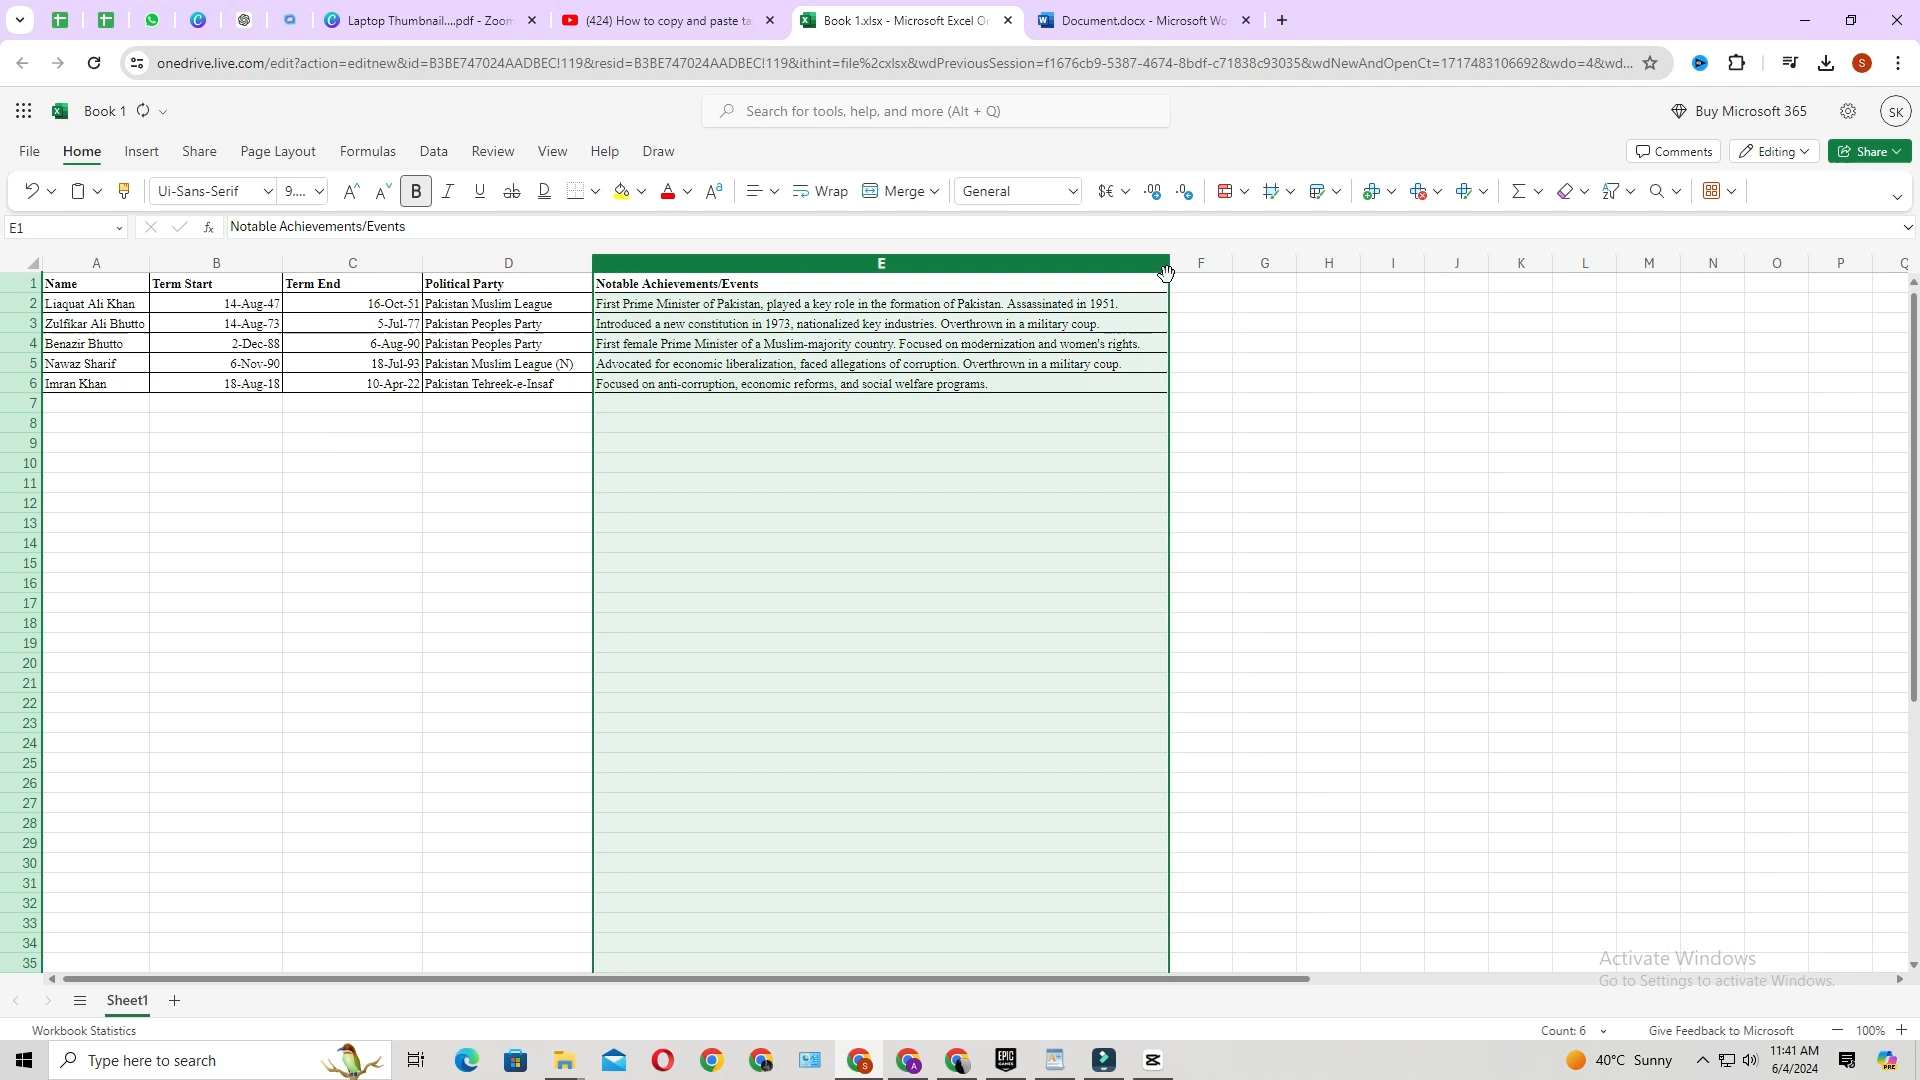 Laptop Thumbnail....pdf - Zoom
(424) How to copy and paste ta
Book 1.xlsx - Microsoft Excel On
Document.docx - Microsoft Wo
onedrive.live.com/edit?action=editnew&id=B3BE747024AADBEC!119&resid=B3BE747024AADBEC!119&ithint=file%2cxlsx&wdPreviousSession=f1676cb9-5387-4674-8bdf-c71838c93035&wdNewAndOpenCt=1717483106692&wdo=4&wd...
S
Book 1
Search for tools, help, and more (Alt + Q)
Buy Microsoft 365
SK
File Home Insert Share Page Layout Formulas Data Review View Help Draw
Comments Editing Share
Ui-Sans-Serif 9.... B I U ab D Wrap Merge General
E1 fx Notable Achievements/Events
A B C D E F G H I J K L M N O P Q
1 Name Term Start Term End Political Party Notable Achievements/Events
2 Liaquat Ali Khan 14-Aug-47 16-Oct-51 Pakistan Muslim League First Prime Minister of Pakistan, played a key role in the formation of Pakistan. Assassinated in 1951.
3 Zulfikar Ali Bhutto 14-Aug-73 5-Jul-77 Pakistan Peoples Party Introduced a new constitution in 1973, nationalized key industries. Overthrown in a military coup.
4 Benazir Bhutto 2-Dec-88 6-Aug-90 Pakistan Peoples Party First female Prime Minister of a Muslim-majority country. Focused on modernization and women's rights.
5 Nawaz Sharif 6-Nov-90 18-Jul-93 Pakistan Muslim League (N) Advocated for economic liberalization, faced allegations of corruption. Overthrown in a military coup.
6 Imran Khan 18-Aug-18 10-Apr-22 Pakistan Tehreek-e-Insaf Focused on anti-corruption, economic reforms, and social welfare programs.
7
8
9
10
11
12
13
14
15
16
17
18
19
20
21
22
23
24
25
26
27
28
29
30
31
32
33
34
35
Activate Windows
Go to Settings to activate Windows.
Sheet1
Workbook Statistics
Count: 6
Give Feedback to Microsoft
100%
Type here to search
40°C Sunny
11:41 AM
6/4/2024